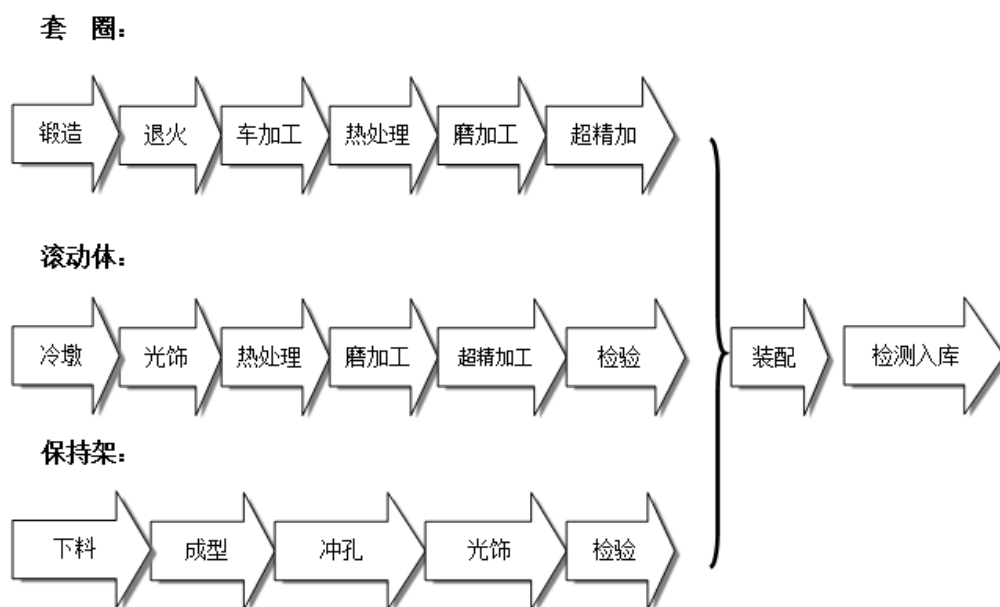 套 圈：
锻造 退火 车加工 热处理 磨加工 超精加
滚动体：
冷墩 光饰 热处理 磨加工 超精加工 检验 装配 检测入库
保持架：
下料 成型 冲孔 光饰 检验